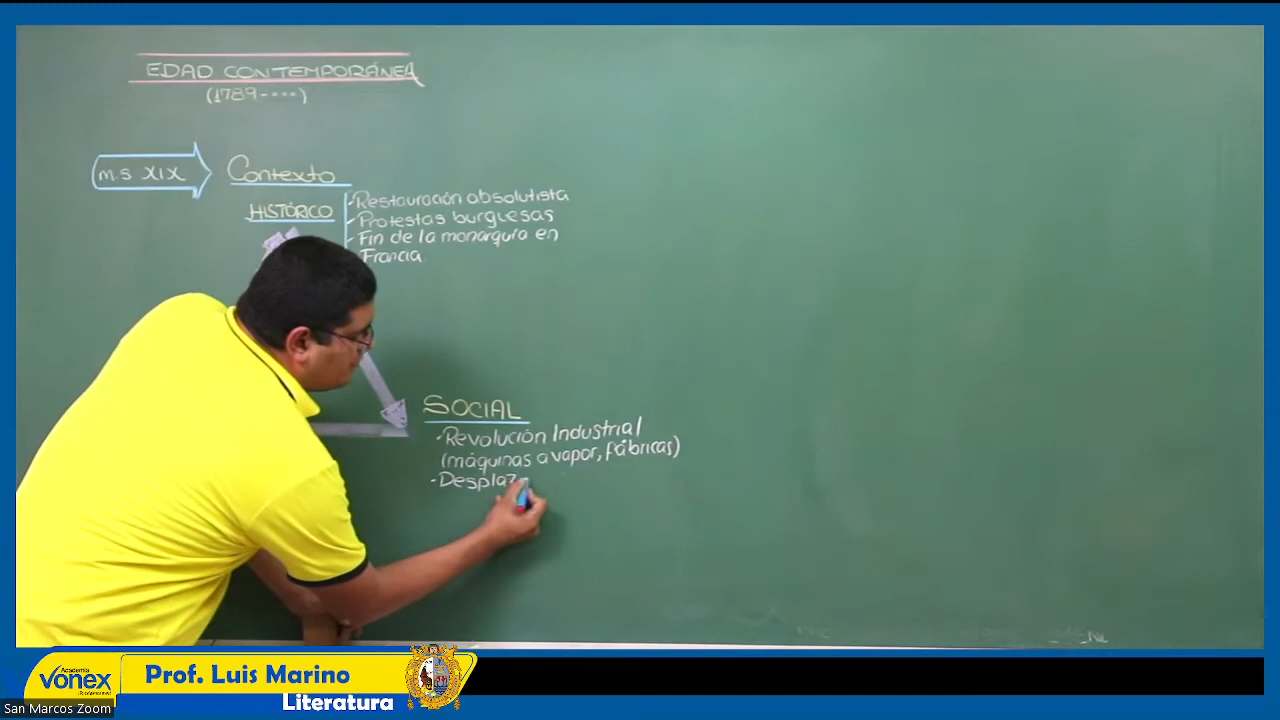 EDAD CONTEMPORÁNEA
(1789----)
m.s XIX
Contexto
HISTÓRICO
Restauración absolutista
Protestas burguesas
Fin de la monarquía en
Francia
SOCIAL
·Revolución Industrial
(máquinas a vapor, fábricas)
·Desplaz
Academia
VONEX
Prof. Luis Marino
Literatura
San Marcos Zoom